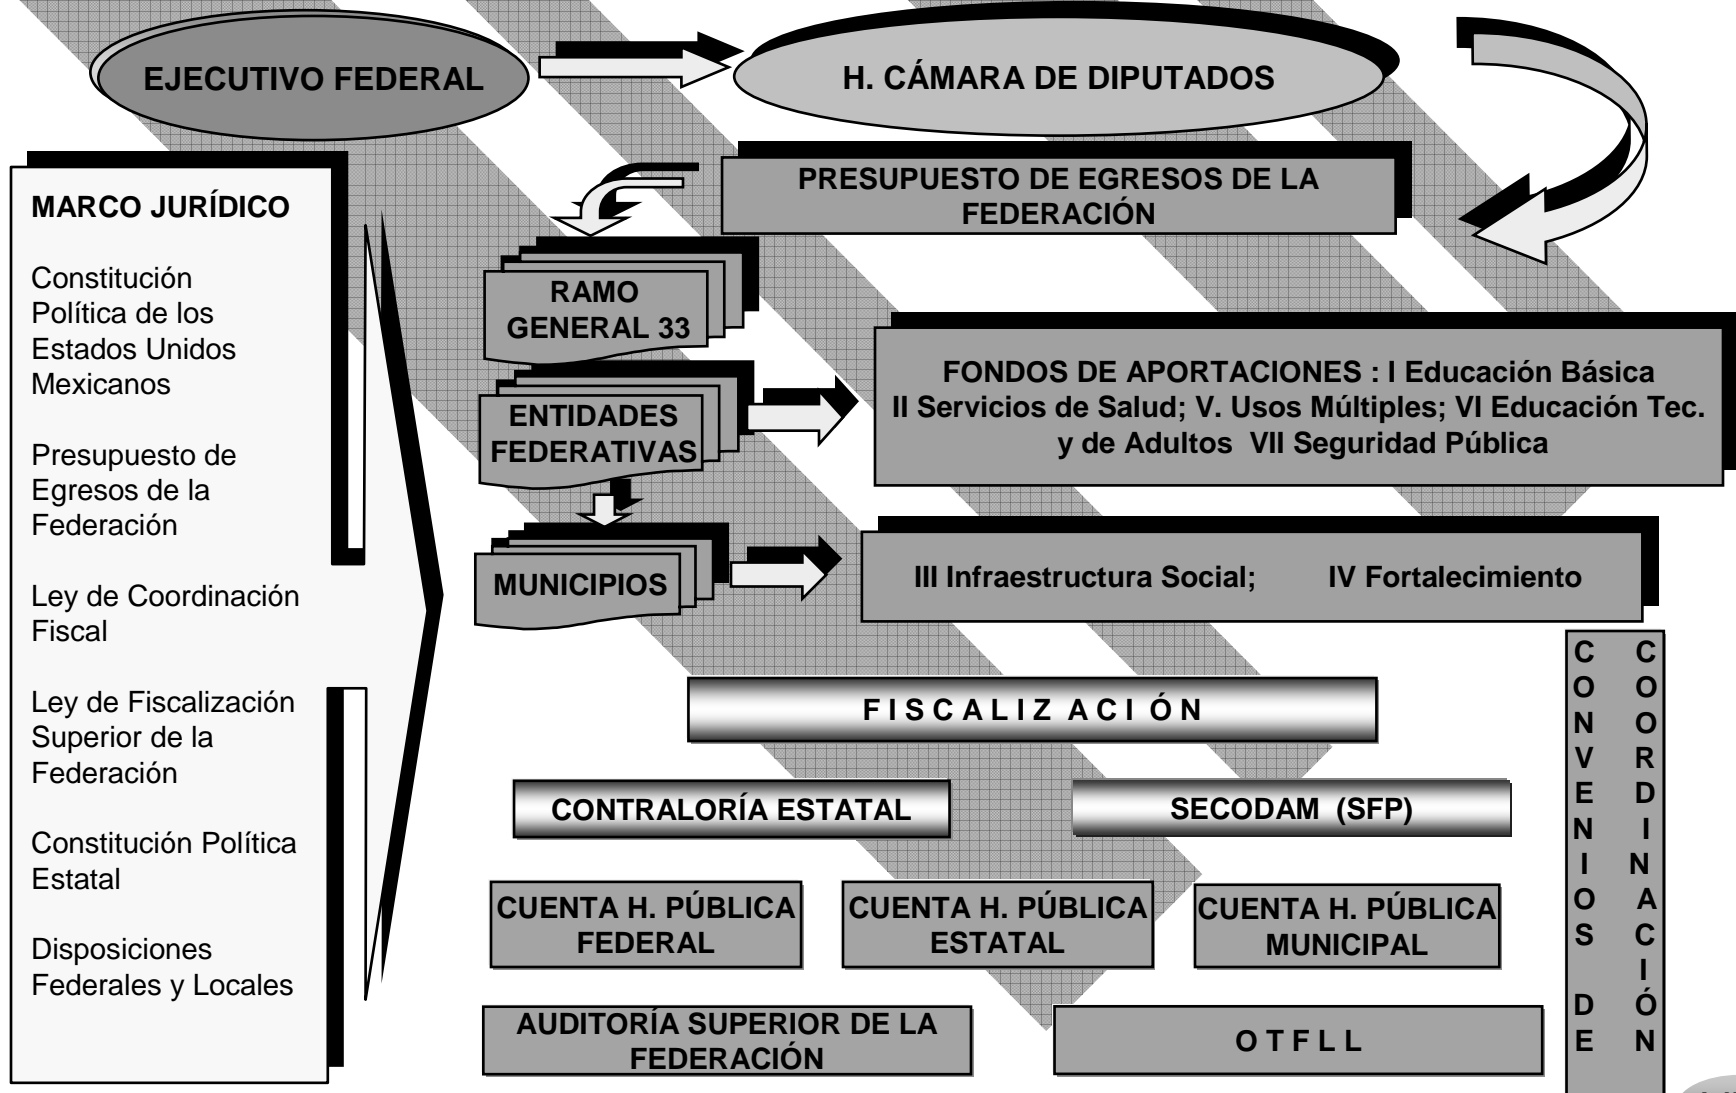 EJECUTIVO FEDERAL
H. CÁMARA DE DIPUTADOS
MARCO JURÍDICO
Constitución
Política de los
Estados Unidos
Mexicanos
Presupuesto de
Egresos de la
Federación
Ley de Coordinación
Fiscal
Ley de Fiscalización
Superior de la
Federación
Constitución Política
Estatal
Disposiciones
Federales y Locales
PRESUPUESTO DE EGRESOS DE LA
FEDERACIÓN
RAMO
GENERAL 33
ENTIDADES
FEDERATIVAS
FONDOS DE APORTACIONES : I Educación Básica
II Servicios de Salud; V. Usos Múltiples; VI Educación Tec.
y de Adultos VII Seguridad Pública
MUNICIPIOS
III Infraestructura Social; IV Fortalecimiento
F I S C A L I Z A C I Ó N
CONTRALORÍA ESTATAL
SECODAM (SFP)
CUENTA H. PÚBLICA
FEDERAL
CUENTA H. PÚBLICA
ESTATAL
CUENTA H. PÚBLICA
MUNICIPAL
AUDITORÍA SUPERIOR DE LA
FEDERACIÓN
O T F L L
CONVENIOS DE
COORDINACIÓN